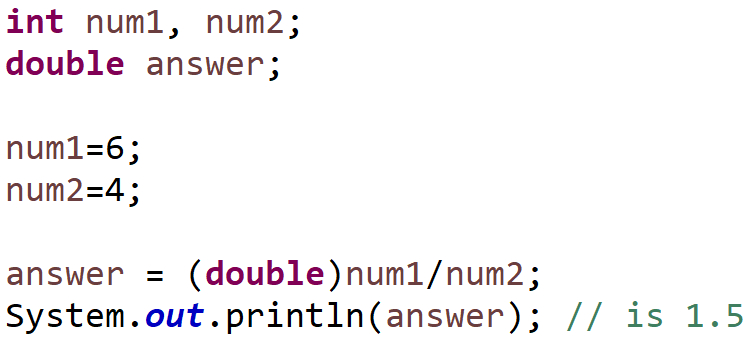 int num1, num2;
double answer;
num1=6;
num2=4;
answer = (double)num1/num2;
System.out.println(answer); // is 1.5